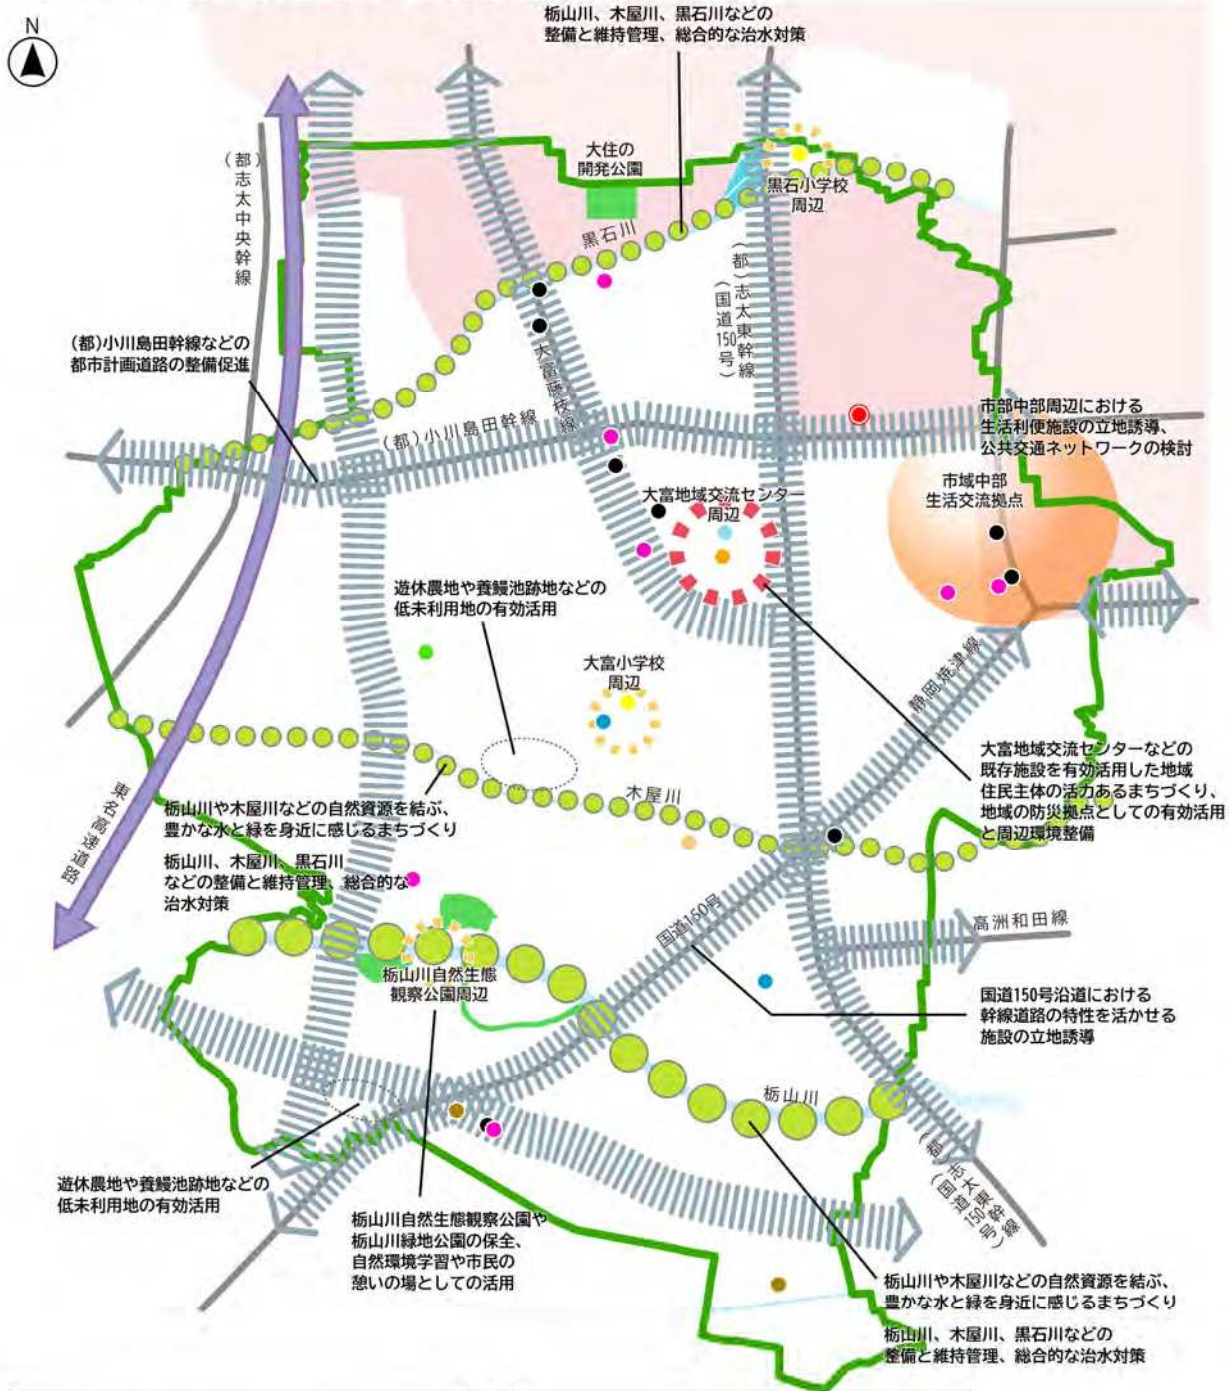 N
栃山川、木屋川、黒石川などの
整備と維持管理、総合的な治水対策
大住の
開発公園
黒石小学校
周辺
(都)志太中央幹線
黒石川
(都)志太東幹線
(国道150号)
(都)小川島田幹線などの
都市計画道路の整備促進
大富藤枝線
(都)小川島田幹線
市部中部周辺における
生活利便施設の立地誘導、
公共交通ネットワークの検討
市域中部
生活交流拠点
大富地域交流センター
周辺
遊休農地や養鰻池跡地などの
低未利用地の有効活用
大富小学校
周辺
静岡焼津線
大富地域交流センターなどの
既存施設を有効活用した地域
住民主体の活力あるまちづくり、
地域の防災拠点としての有効活用
と周辺環境整備
木屋川
東名高速道路
栃山川や木屋川などの自然資源を結ぶ、
豊かな水と緑を身近に感じるまちづくり
栃山川、木屋川、黒石川
などの整備と維持管理、総合的な
治水対策
国道150号
高洲和田線
栃山川自然生態
観察公園周辺
国道150号沿道における
幹線道路の特性を活かせる
施設の立地誘導
栃山川
(都)志太東幹線
(国道150号)
遊休農地や養鰻池跡地などの
低未利用地の有効活用
栃山川自然生態観察公園や
栃山川緑地公園の保全、
自然環境学習や市民の
憩いの場としての活用
栃山川や木屋川などの自然資源を結ぶ、
豊かな水と緑を身近に感じるまちづくり
栃山川、木屋川、黒石川などの
整備と維持管理、総合的な治水対策